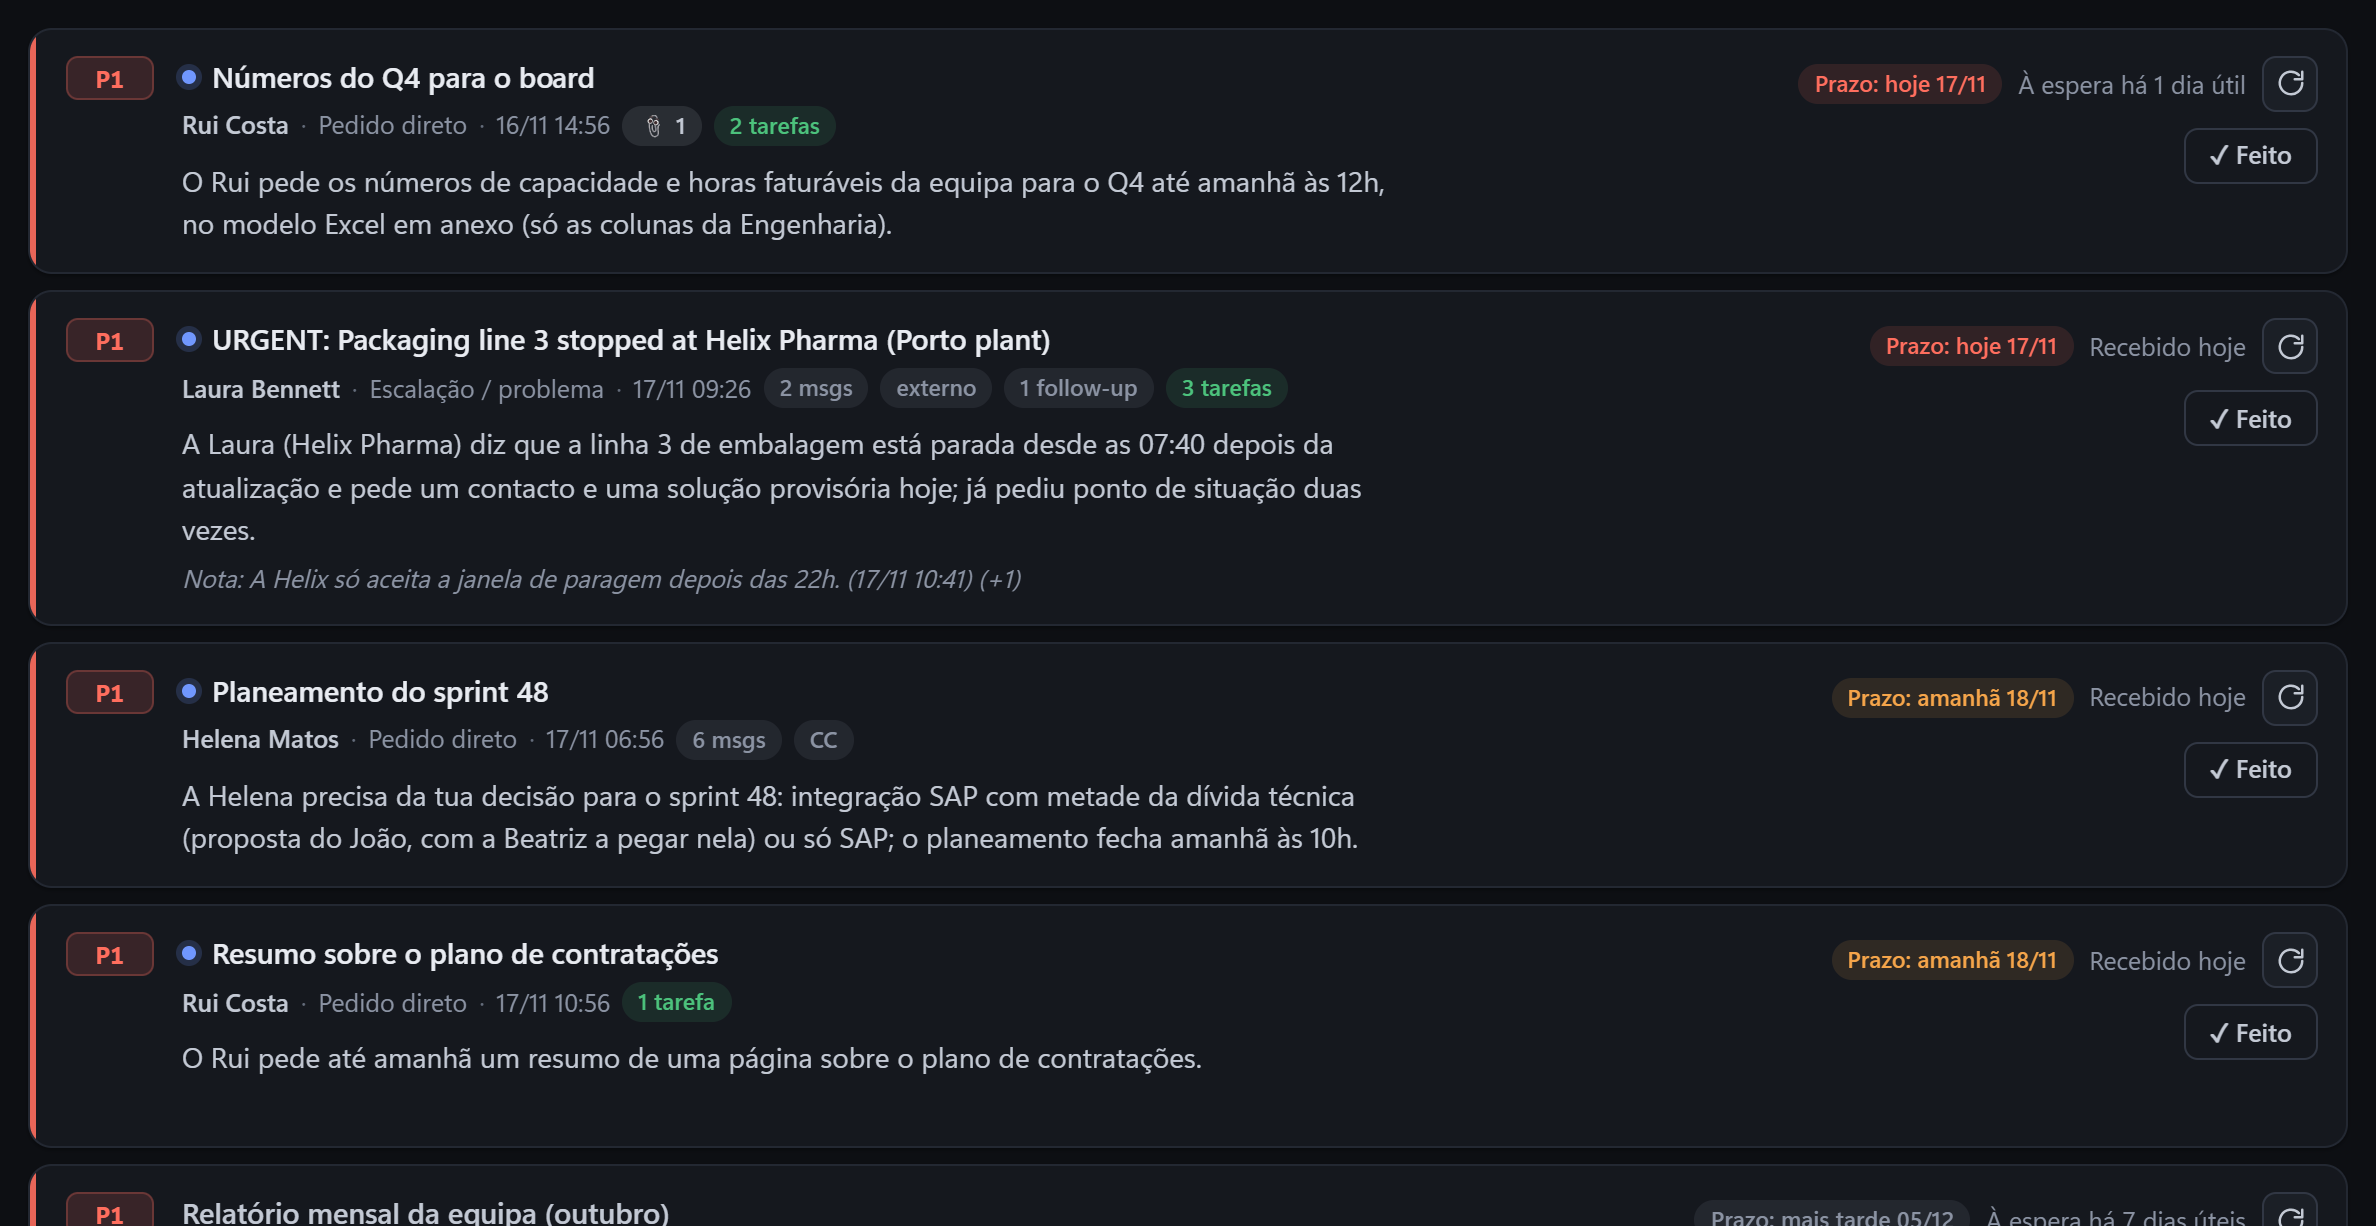 P1 Números do Q4 para o board Prazo: hoje 17/11 À espera há 1 dia útil
Rui Costa · Pedido direto · 16/11 14:56 1 2 tarefas
✓ Feito
O Rui pede os números de capacidade e horas faturáveis da equipa para o Q4 até amanhã às 12h,
no modelo Excel em anexo (só as colunas da Engenharia).
P1 URGENT: Packaging line 3 stopped at Helix Pharma (Porto plant) Prazo: hoje 17/11 Recebido hoje
Laura Bennett · Escalação / problema · 17/11 09:26 2 msgs externo 1 follow-up 3 tarefas
✓ Feito
A Laura (Helix Pharma) diz que a linha 3 de embalagem está parada desde as 07:40 depois da
atualização e pede um contacto e uma solução provisória hoje; já pediu ponto de situação duas
vezes.
Nota: A Helix só aceita a janela de paragem depois das 22h. (17/11 10:41) (+1)
P1 Planeamento do sprint 48 Prazo: amanhã 18/11 Recebido hoje
Helena Matos · Pedido direto · 17/11 06:56 6 msgs CC
✓ Feito
A Helena precisa da tua decisão para o sprint 48: integração SAP com metade da dívida técnica
(proposta do João, com a Beatriz a pegar nela) ou só SAP; o planeamento fecha amanhã às 10h.
P1 Resumo sobre o plano de contratações Prazo: amanhã 18/11 Recebido hoje
Rui Costa · Pedido direto · 17/11 10:56 1 tarefa
✓ Feito
O Rui pede até amanhã um resumo de uma página sobre o plano de contratações.
P1 Relatório mensal da equipa (outubro) Prazo: mais tarde 05/12 À espera há 7 dias úteis